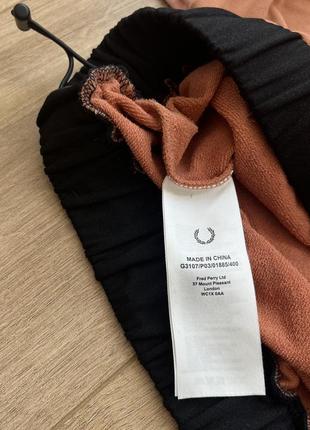 MADE IN CHINA
G3107/P03/01885/400
Fred Perry Ltd
37 Mount Pleasant
London
WC1X 0AA